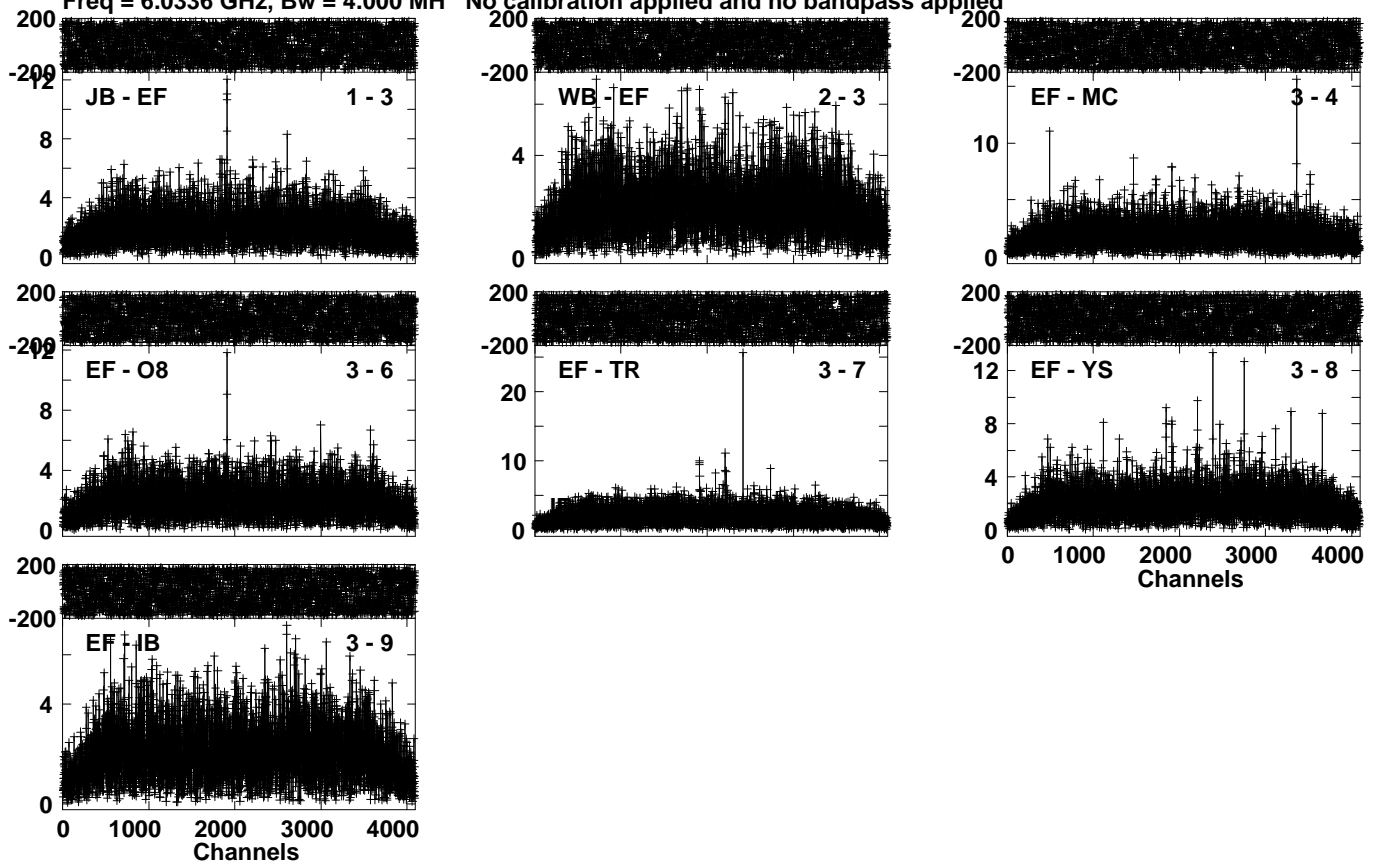 Freq = 6.0336 GHz, Bw = 4.000 MH No calibration applied and no bandpass applied
200 200 200
-200 -200 -200
12
JB - EF 1 - 3 WB - EF 2 - 3 EF - MC 3 - 4
10
8
4 4
0 0 0
200 200 200
-200 -200 -200
12
EF - O8 3 - 6 EF - TR 3 - 7 EF - YS 3 - 8
12
20
8 8
10
4 4
0 0 0
0 1000 2000 3000 4000
Channels
200
-200
EF - IB 3 - 9
4
0
0 1000 2000 3000 4000
Channels